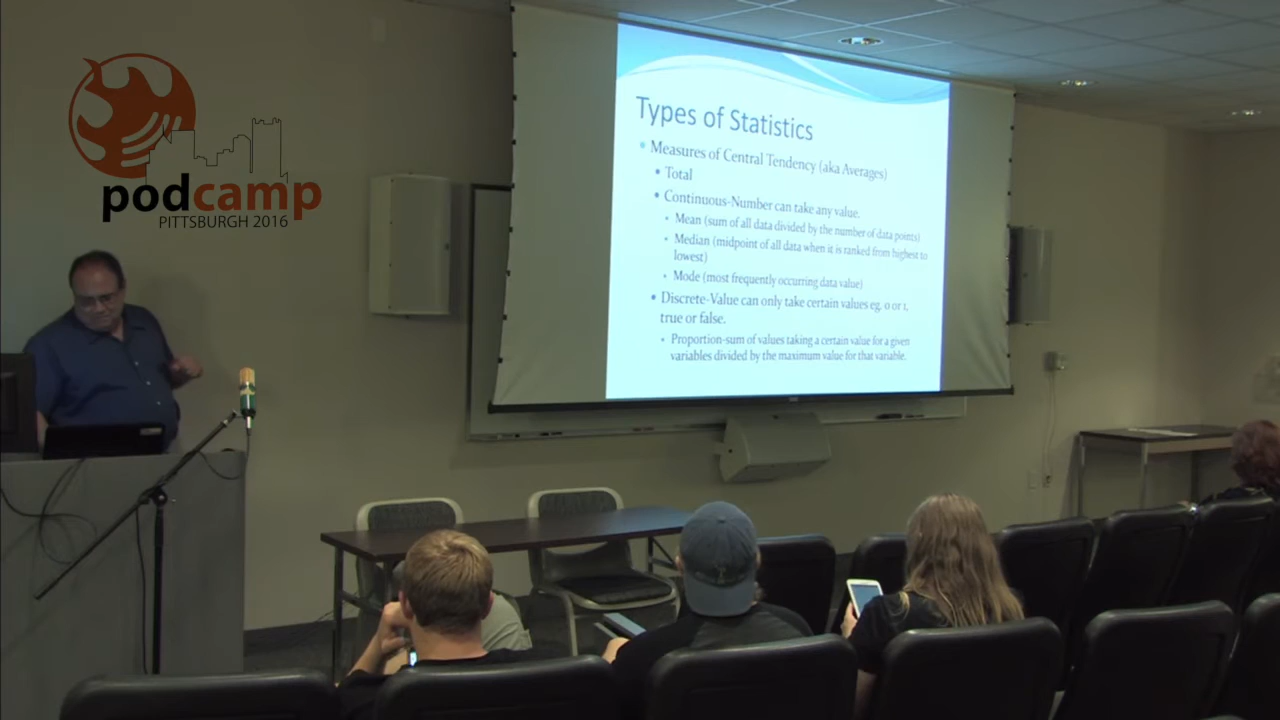 podcamp
PITTSBURGH 2016
Types of Statistics
• Measures of Central Tendency (aka Averages)
• Total
• Continuous-Number can take any value.
• Mean (sum of all data divided by the number of data points)
• Median (midpoint of all data when it is ranked from highest to
lowest)
• Mode (most frequently occurring data value)
• Discrete-Value can only take certain values eg. 0 or 1,
true or false.
• Proportion-sum of values taking a certain value for a given
variables divided by the maximum value for that variable.